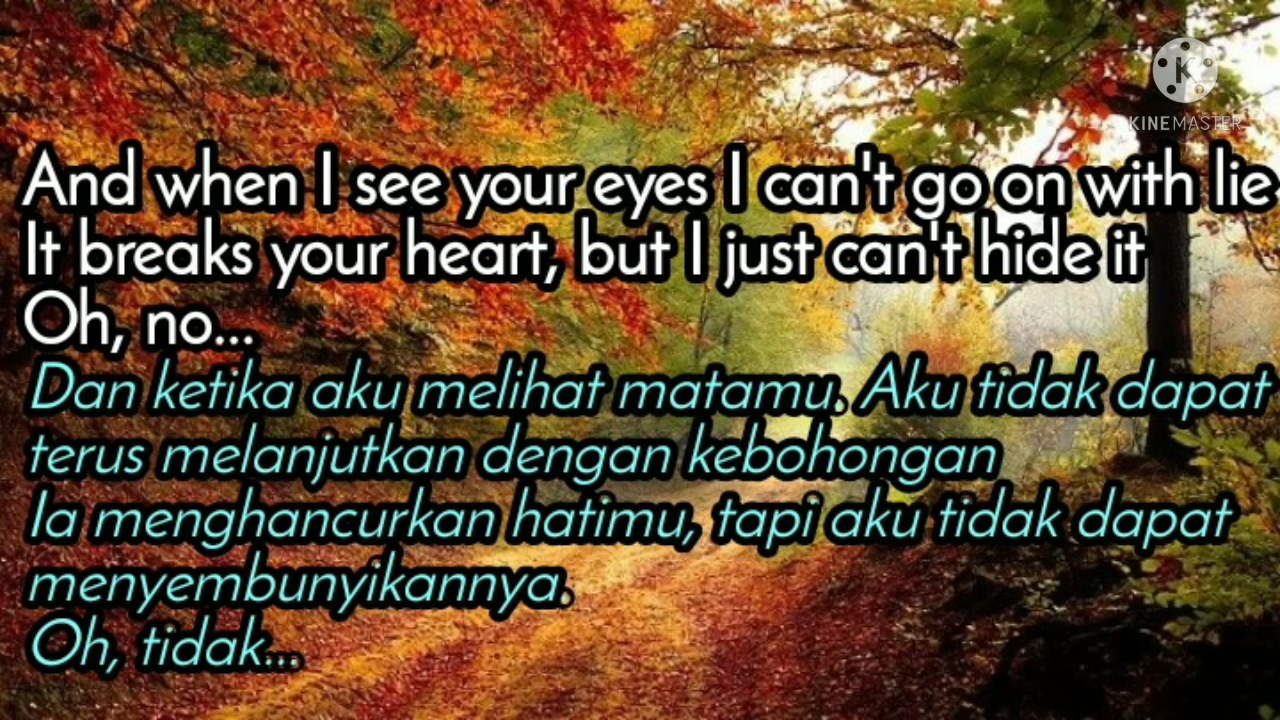 KINEMASTER
And when I see your eyes I can't go on with lie
It breaks your heart, but I just can't hide it
Oh, no...
Dan ketika aku melihat matamu. Aku tidak dapat
terus melanjutkan dengan kebohongan
Ia menghancurkan hatimu, tapi aku tidak dapat
menyembunyikannya.
Oh, tidak...